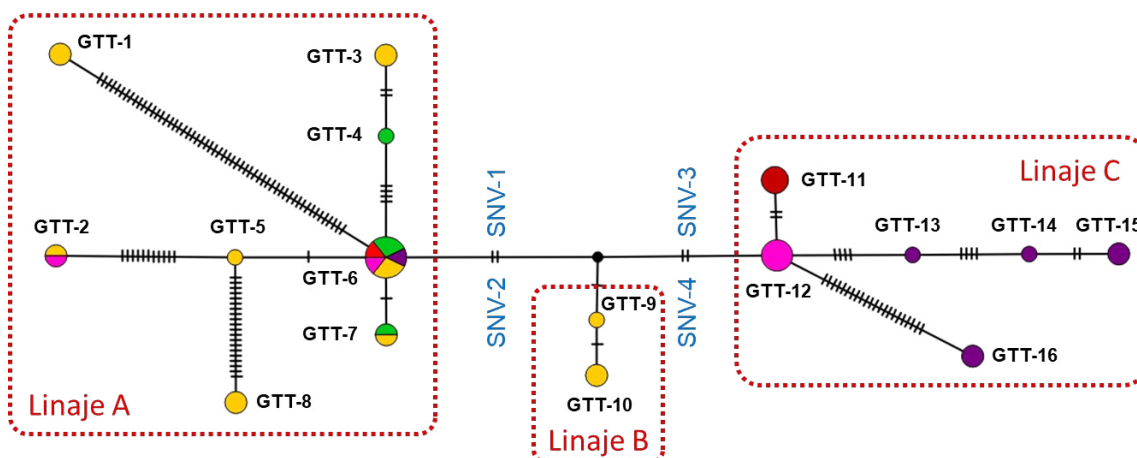 GTT-1
GTT-3
GTT-4
GTT-2
GTT-5
GTT-6
GTT-7
GTT-8
Linaje A
SNV-1
SNV-2
SNV-3
SNV-4
GTT-9
GTT-10
Linaje B
Linaje C
GTT-11
GTT-12
GTT-13
GTT-14
GTT-15
GTT-16